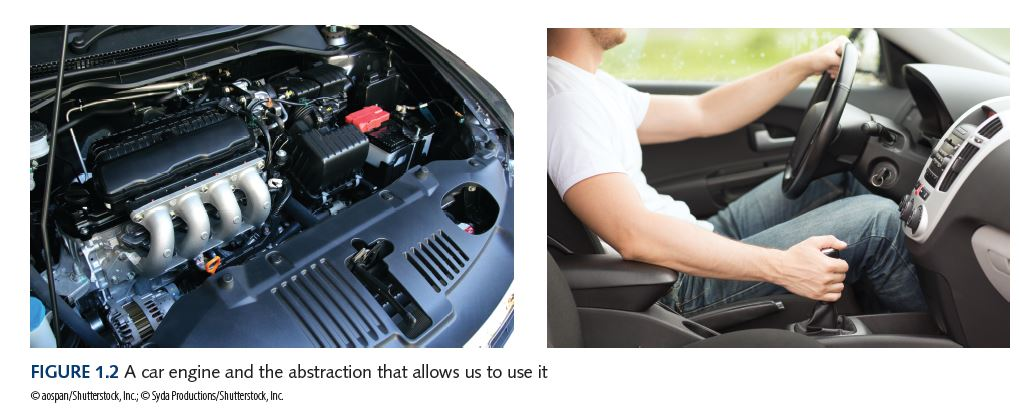 FIGURE 1.2 A car engine and the abstraction that allows us to use it
© aospan/Shutterstock, Inc.; © Syda Productions/Shutterstock, Inc.